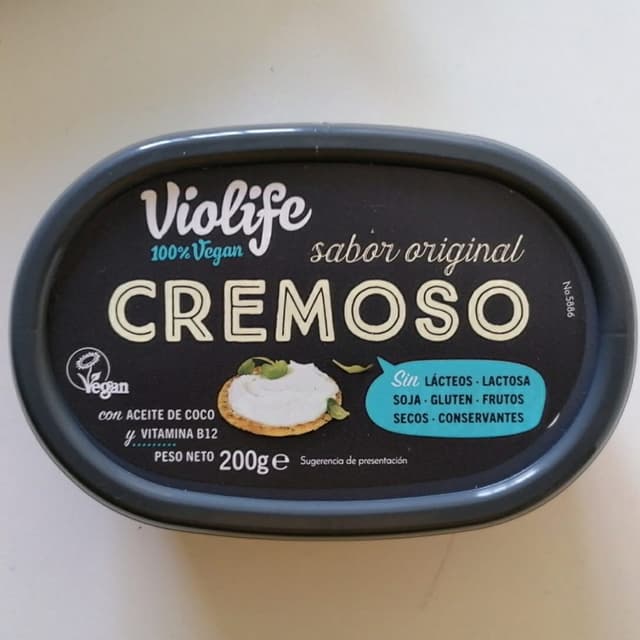 Violife
100% Vegan
sabor original
CREMOSO
No.5886
Vegan
con ACEITE DE COCO
y VITAMINA B12
PESO NETO 200g e
Sugerencia de presentación
Sin LÁCTEOS · LACTOSA
SOJA · GLUTEN · FRUTOS
SECOS · CONSERVANTES